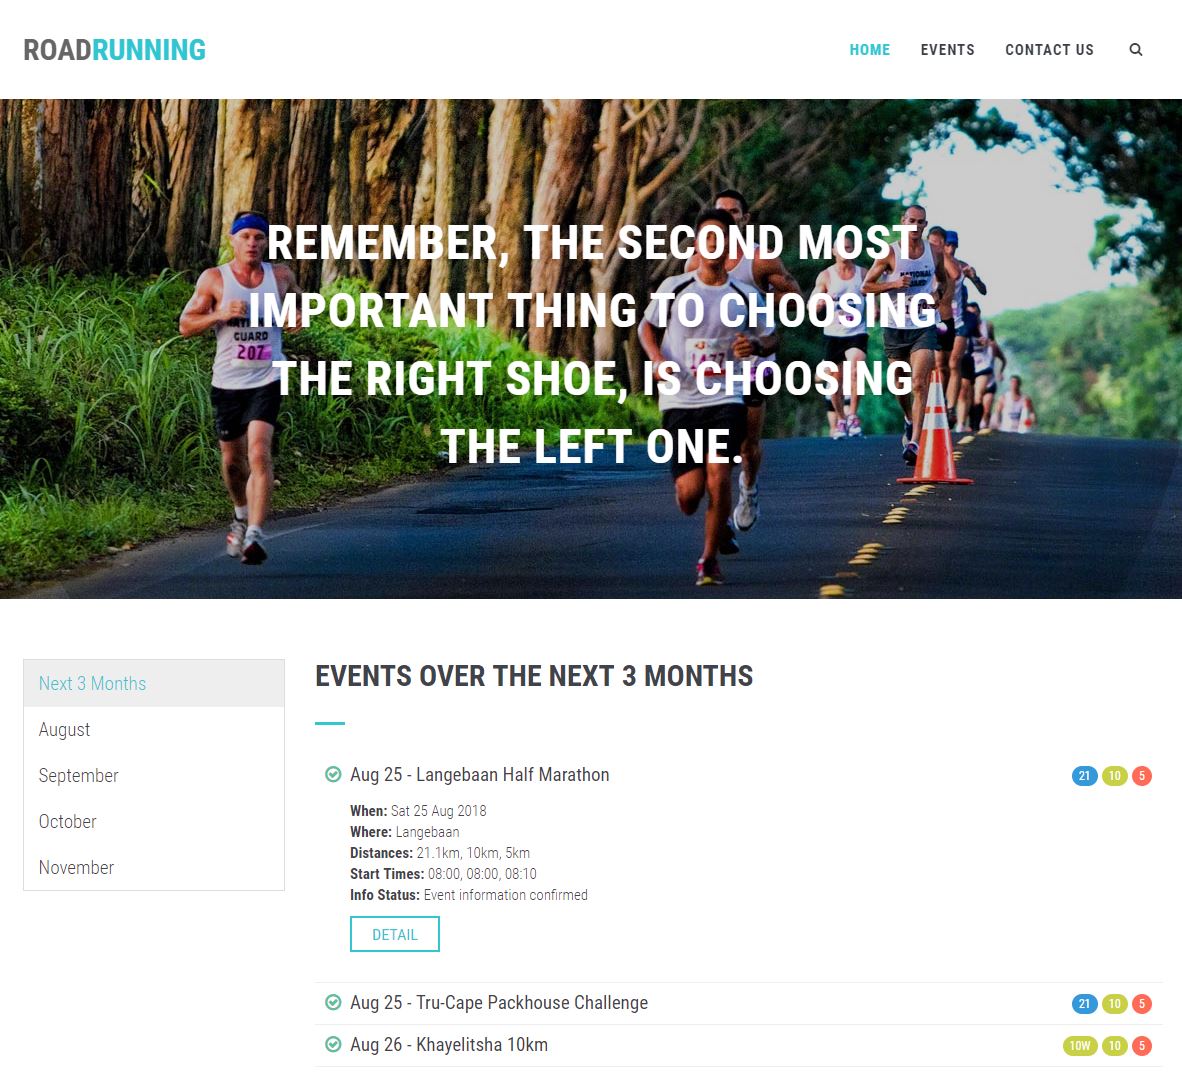 ROADRUNNING
HOME EVENTS CONTACT US
REMEMBER, THE SECOND MOST
IMPORTANT THING TO CHOOSING
THE RIGHT SHOE, IS CHOOSING
THE LEFT ONE.
GUARD
207
NATIONAL
GUARD
Next 3 Months
August
September
October
November
EVENTS OVER THE NEXT 3 MONTHS
Aug 25 - Langebaan Half Marathon 21 10 5
When: Sat 25 Aug 2018
Where: Langebaan
Distances: 21.1km, 10km, 5km
Start Times: 08:00, 08:00, 08:10
Info Status: Event information confirmed
DETAIL
Aug 25 - Tru-Cape Packhouse Challenge 21 10 5
Aug 26 - Khayelitsha 10km 10W 10 5